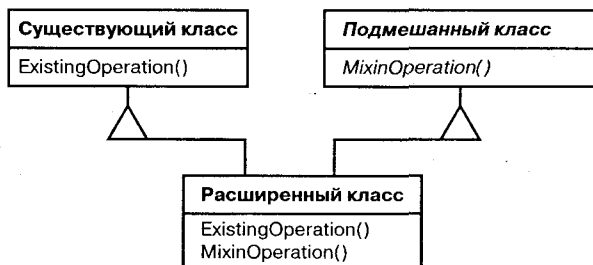 Существующий класс
ExistingOperation()
Подмешанный класс
MixinOperation()
Расширенный класс
ExistingOperation()
MixinOperation()